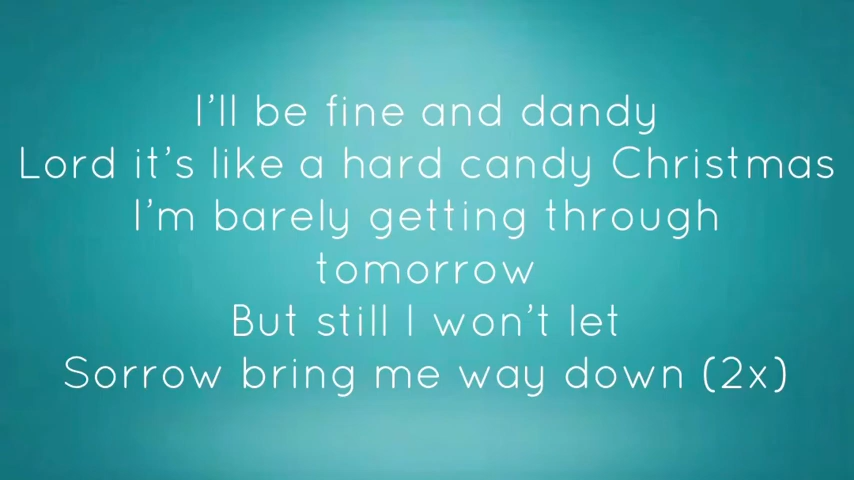 I'll be fine and dandy
Lord it's like a hard candy Christmas
I'm barely getting through
tomorrow
But still I won't let
Sorrow bring me way down (2x)